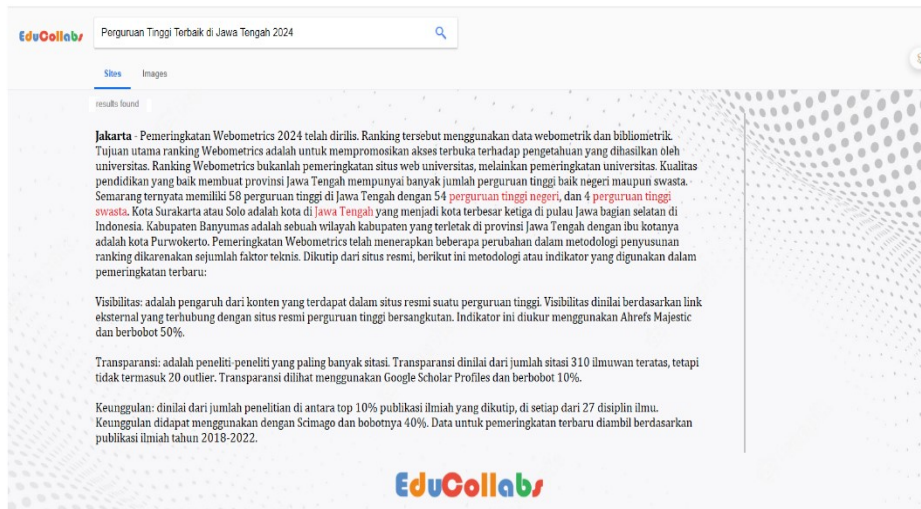 EduCollabs
Perguruan Tinggi Terbaik di Jawa Tengah 2024
Sites Images
results found
Jakarta - Pemeringkatan Webometrics 2024 telah dirilis. Ranking tersebut menggunakan data webometrik dan bibliometrik.
Tujuan utama ranking Webometrics adalah untuk mempromosikan akses terbuka terhadap pengetahuan yang dihasilkan oleh
universitas. Ranking Webometrics bukanlah pemeringkatan situs web universitas, melainkan pemeringkatan universitas. Kualitas
pendidikan yang baik membuat provinsi Jawa Tengah mempunyai banyak jumlah perguruan tinggi baik negeri maupun swasta.
Semarang ternyata memiliki 58 perguruan tinggi di Jawa Tengah dengan 54 perguruan tinggi negeri, dan 4 perguruan tinggi
swasta. Kota Surakarta atau Solo adalah kota di Jawa Tengah yang menjadi kota terbesar ketiga di pulau Jawa bagian selatan di
Indonesia. Kabupaten Banyumas adalah sebuah wilayah kabupaten yang terletak di provinsi Jawa Tengah dengan ibu kotanya
adalah kota Purwokerto. Pemeringkatan Webometrics telah menerapkan beberapa perubahan dalam metodologi penyusunan
ranking dikarenakan sejumlah faktor teknis. Dikutip dari situs resmi, berikut ini metodologi atau indikator yang digunakan dalam
pemeringkatan terbaru:
Visibilitas: adalah pengaruh dari konten yang terdapat dalam situs resmi suatu perguruan tinggi. Visibilitas dinilai berdasarkan link
eksternal yang terhubung dengan situs resmi perguruan tinggi bersangkutan. Indikator ini diukur menggunakan Ahrefs Majestic
dan berbobot 50%.
Transparansi: adalah peneliti-peneliti yang paling banyak sitasi. Transparansi dinilai dari jumlah sitasi 310 ilmuwan teratas, tetapi
tidak termasuk 20 outlier. Transparansi dilihat menggunakan Google Scholar Profiles dan berbobot 10%.
Keunggulan: dinilai dari jumlah penelitian di antara top 10% publikasi ilmiah yang dikutip, di setiap dari 27 disiplin ilmu.
Keunggulan didapat menggunakan dengan Scimago dan bobotnya 40%. Data untuk pemeringkatan terbaru diambil berdasarkan
publikasi ilmiah tahun 2018-2022.
EduCollabs